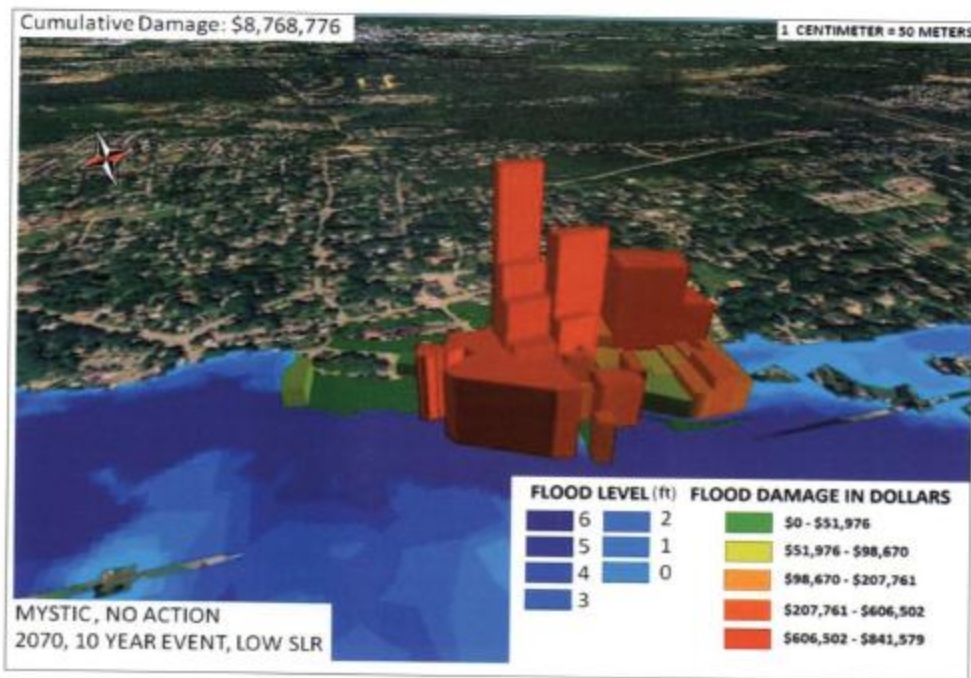 Cumulative Damage: $8,768,776
1 CENTIMETER = 50 METERS
FLOOD LEVEL (ft)
6
5
4
3
2
1
0
FLOOD DAMAGE IN DOLLARS
$0 - $51,976
$51,976 - $98,670
$98,670 - $207,761
$207,761 - $606,502
$606,502 - $841,579
MYSTIC, NO ACTION
2070, 10 YEAR EVENT, LOW SLR